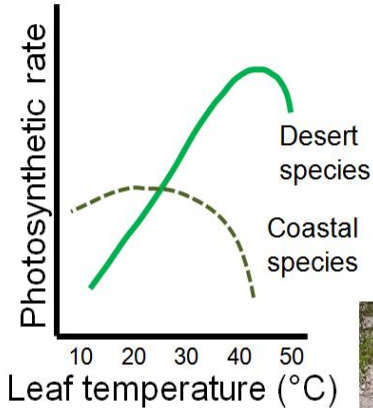 Photosynthetic rate
Desert
species
Coastal
species
10 20 30 40 50
Leaf temperature (°C)